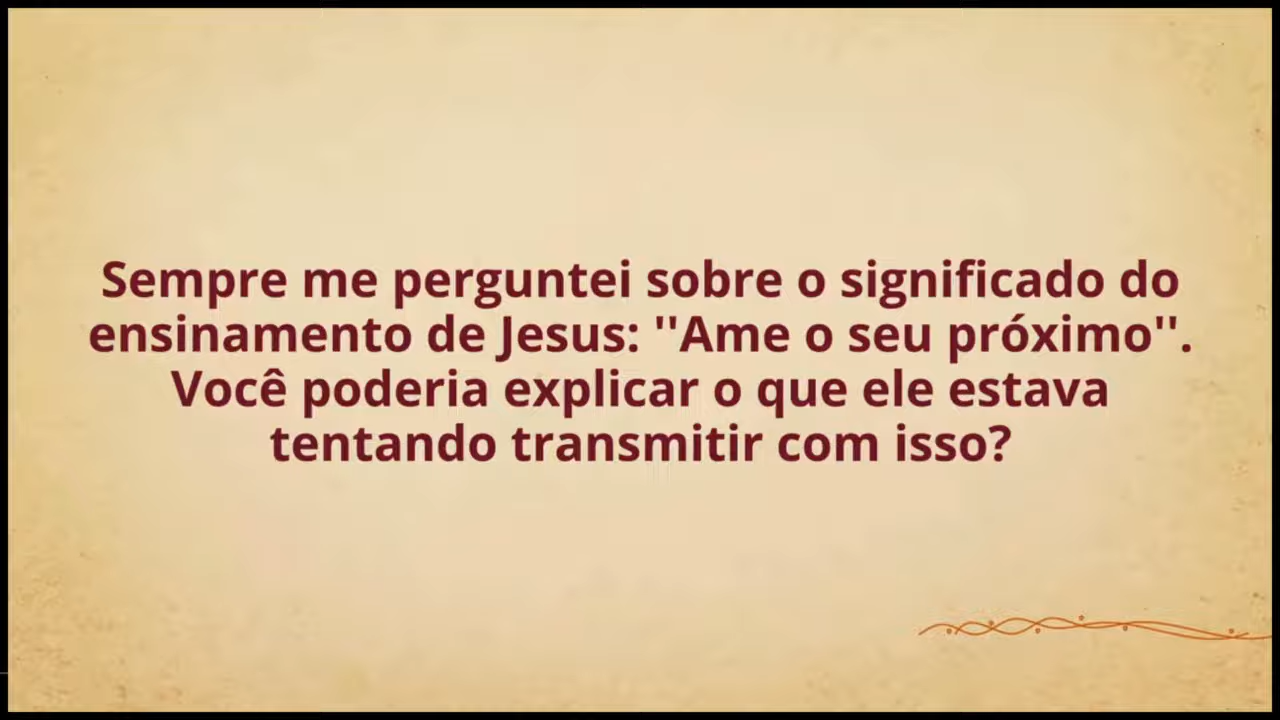 Sempre me perguntei sobre o significado do
ensinamento de Jesus: ''Ame o seu próximo''.
Você poderia explicar o que ele estava
tentando transmitir com isso?